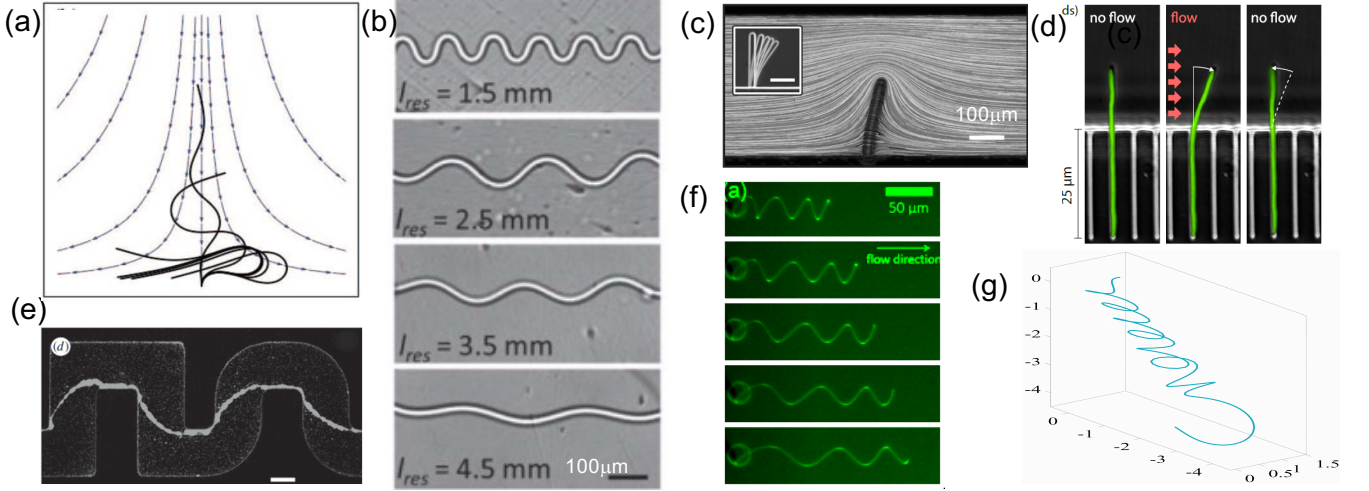 (a)
(b)
l_res = 1.5 mm
l_res = 2.5 mm
l_res = 3.5 mm
l_res = 4.5 mm
100μm
(c)
100μm
(d)
ds)
(c)
no flow
flow
no flow
25 μm
(e)
(d)
(f)
(a)
50 μm
flow direction
(g)
0
-1
-2
-3
-4
0
-1
-2
-3
-4
0
0.5
1
1.5